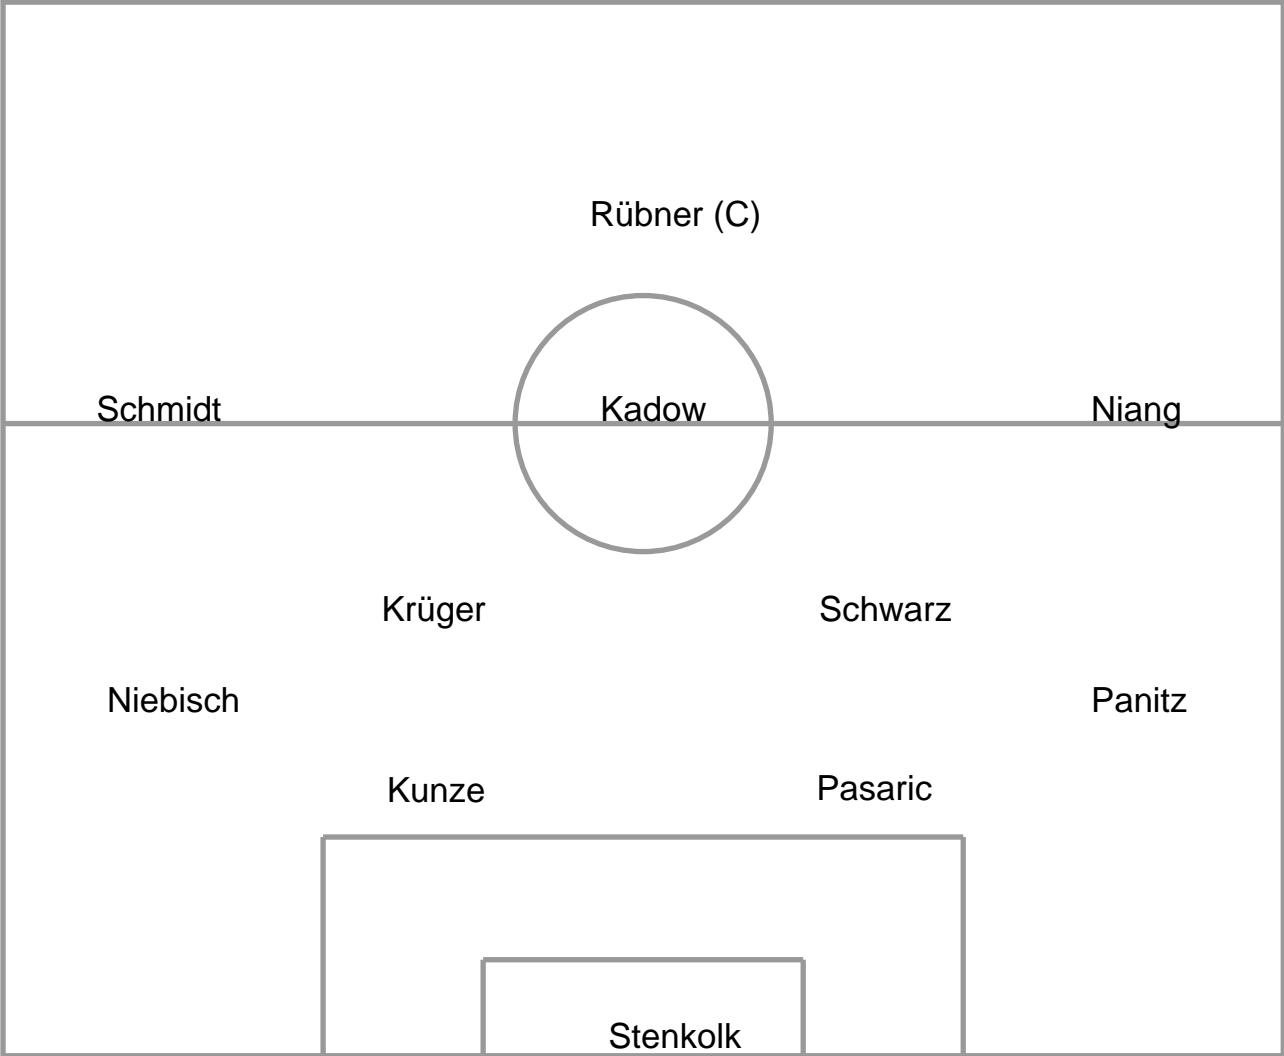 Rübner (C)
Schmidt
Kadow
Niang
Krüger
Schwarz
Niebisch
Panitz
Kunze
Pasaric
Stenkolk